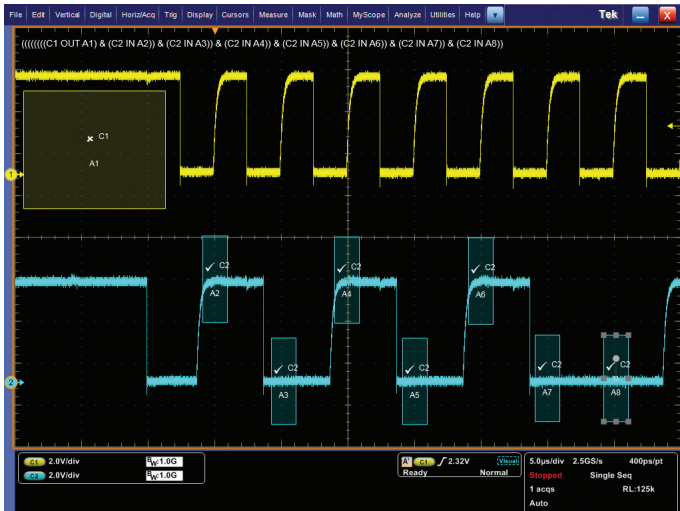 File Edit Vertical Digital Horiz/Acq Trig Display Cursors Measure Mask Math MyScope Analyze Utilities Help Tek X
((((((((C1 OUT A1) & (C2 IN A2)) & (C2 IN A3)) & (C2 IN A4)) & (C2 IN A5)) & (C2 IN A6)) & (C2 IN A7)) & (C2 IN A8))
C1
A1
1
C2 C2 C2
A2 A4 A6
C2 C2 C2 C2
2
A3 A5 A7 A8
C1 2.0V/div BW:1.0G
C2 2.0V/div BW:1.0G
A' C1 2.32V Visual
Ready Normal
5.0μs/div 2.5GS/s 400ps/pt
Stopped Single Seq
1 acqs RL:125k
Auto